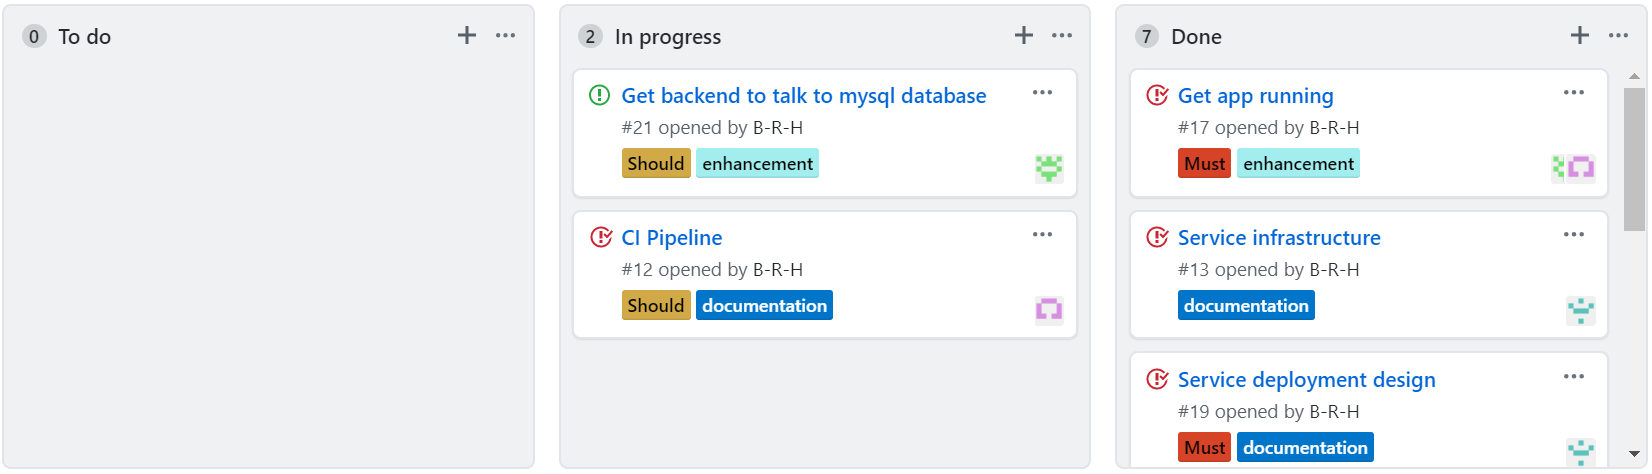 0 To do
2 In progress
Get backend to talk to mysql database
#21 opened by B-R-H
Should enhancement
CI Pipeline
#12 opened by B-R-H
Should documentation
7 Done
Get app running
#17 opened by B-R-H
Must enhancement
Service infrastructure
#13 opened by B-R-H
documentation
Service deployment design
#19 opened by B-R-H
Must documentation